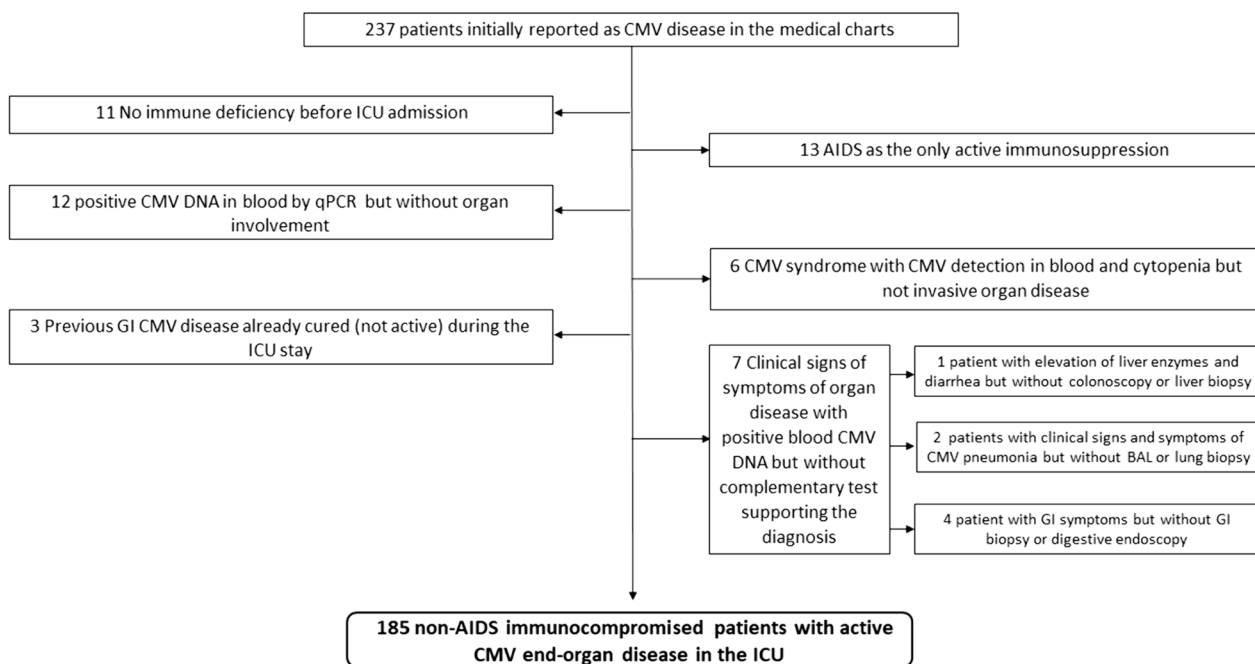 237 patients initially reported as CMV disease in the medical charts
11 No immune deficiency before ICU admission
13 AIDS as the only active immunosuppression
12 positive CMV DNA in blood by qPCR but without organ
involvement
6 CMV syndrome with CMV detection in blood and cytopenia but
not invasive organ disease
3 Previous GI CMV disease already cured (not active) during the
ICU stay
7 Clinical signs of
symptoms of organ
disease with
positive blood CMV
DNA but without
complementary test
supporting the
diagnosis
1 patient with elevation of liver enzymes and
diarrhea but without colonoscopy or liver biopsy
2 patients with clinical signs and symptoms of
CMV pneumonia but without BAL or lung biopsy
4 patient with GI symptoms but without GI
biopsy or digestive endoscopy
185 non-AIDS immunocompromised patients with active
CMV end-organ disease in the ICU